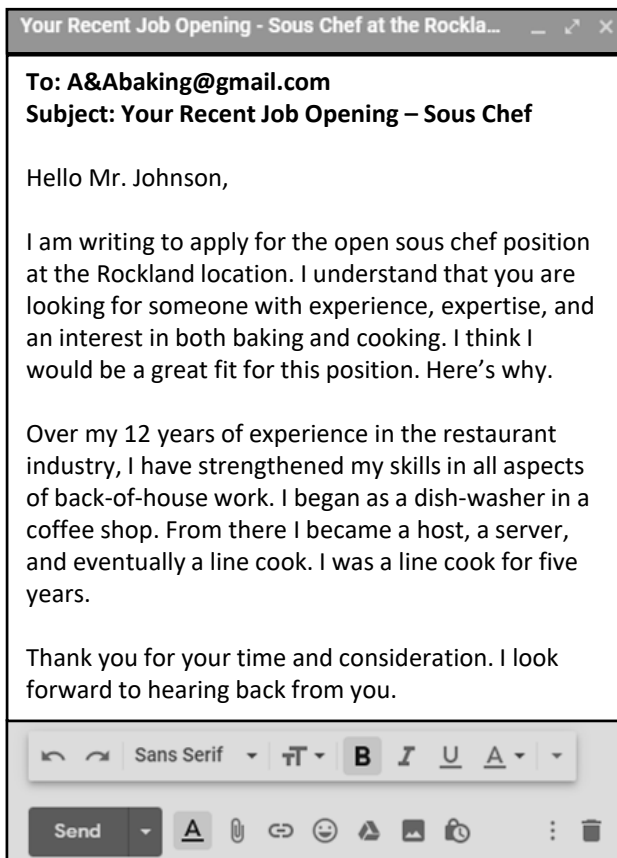 Your Recent Job Opening - Sous Chef at the Rockla...
To: A&Abaking@gmail.com
Subject: Your Recent Job Opening – Sous Chef
Hello Mr. Johnson,
I am writing to apply for the open sous chef position
at the Rockland location. I understand that you are
looking for someone with experience, expertise, and
an interest in both baking and cooking. I think I
would be a great fit for this position. Here’s why.
Over my 12 years of experience in the restaurant
industry, I have strengthened my skills in all aspects
of back-of-house work. I began as a dish-washer in a
coffee shop. From there I became a host, a server,
and eventually a line cook. I was a line cook for five
years.
Thank you for your time and consideration. I look
forward to hearing back from you.
Sans Serif TT B I U A
Send A